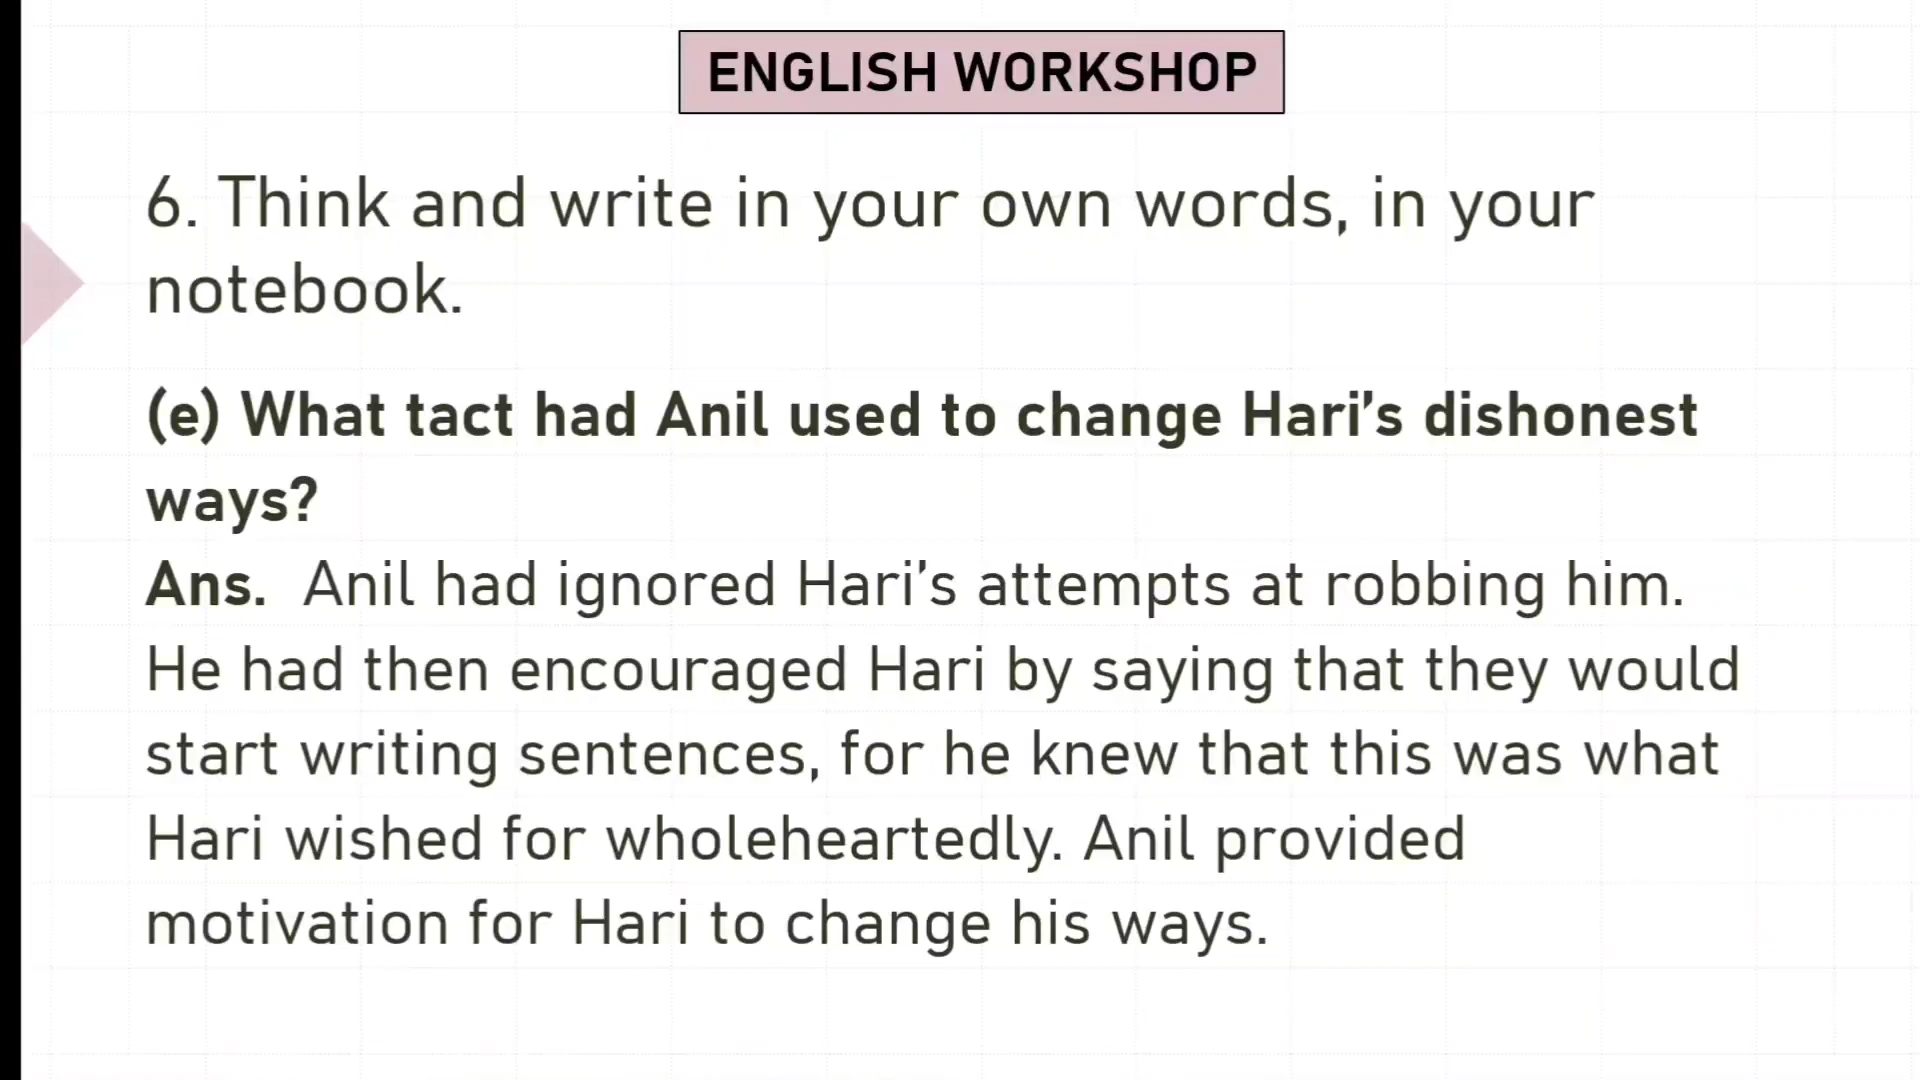 ENGLISH WORKSHOP
6. Think and write in your own words, in your
notebook.
(e) What tact had Anil used to change Hari’s dishonest
ways?
Ans. Anil had ignored Hari’s attempts at robbing him.
He had then encouraged Hari by saying that they would
start writing sentences, for he knew that this was what
Hari wished for wholeheartedly. Anil provided
motivation for Hari to change his ways.